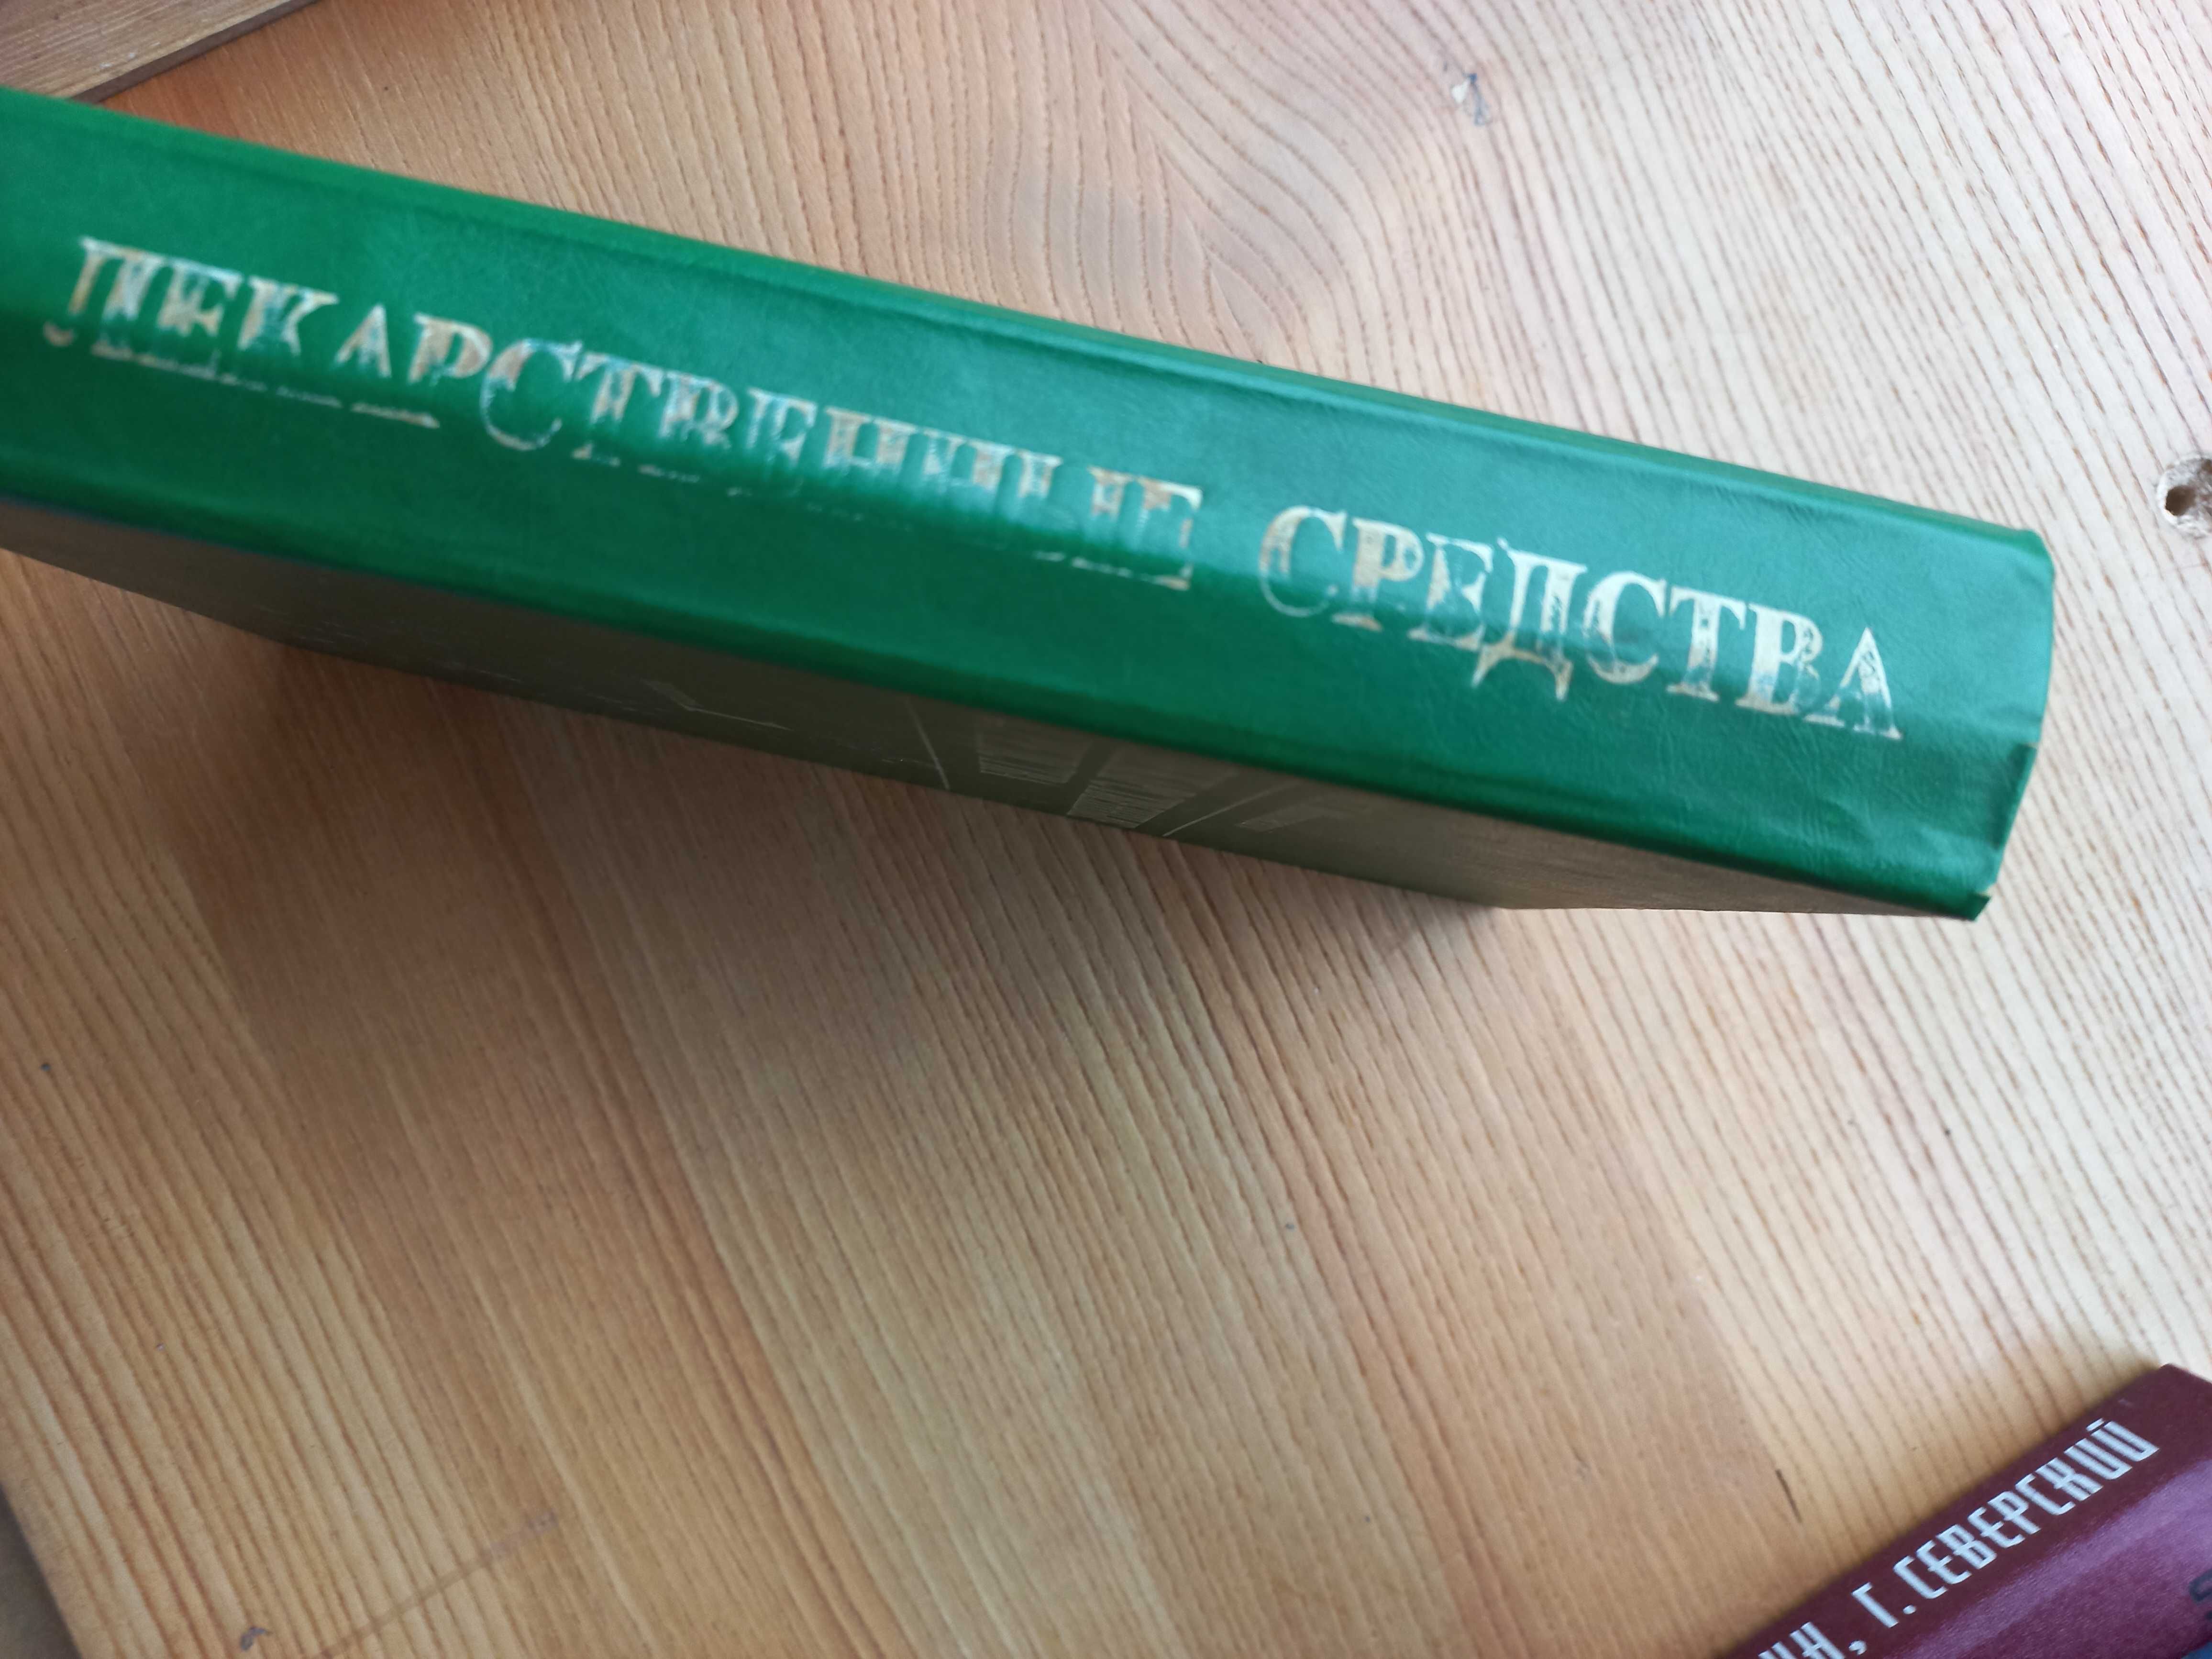 ЛЕКАРСТВЕННЫЕ СРЕДСТВА
Г. СЕВЕРСКИЙ